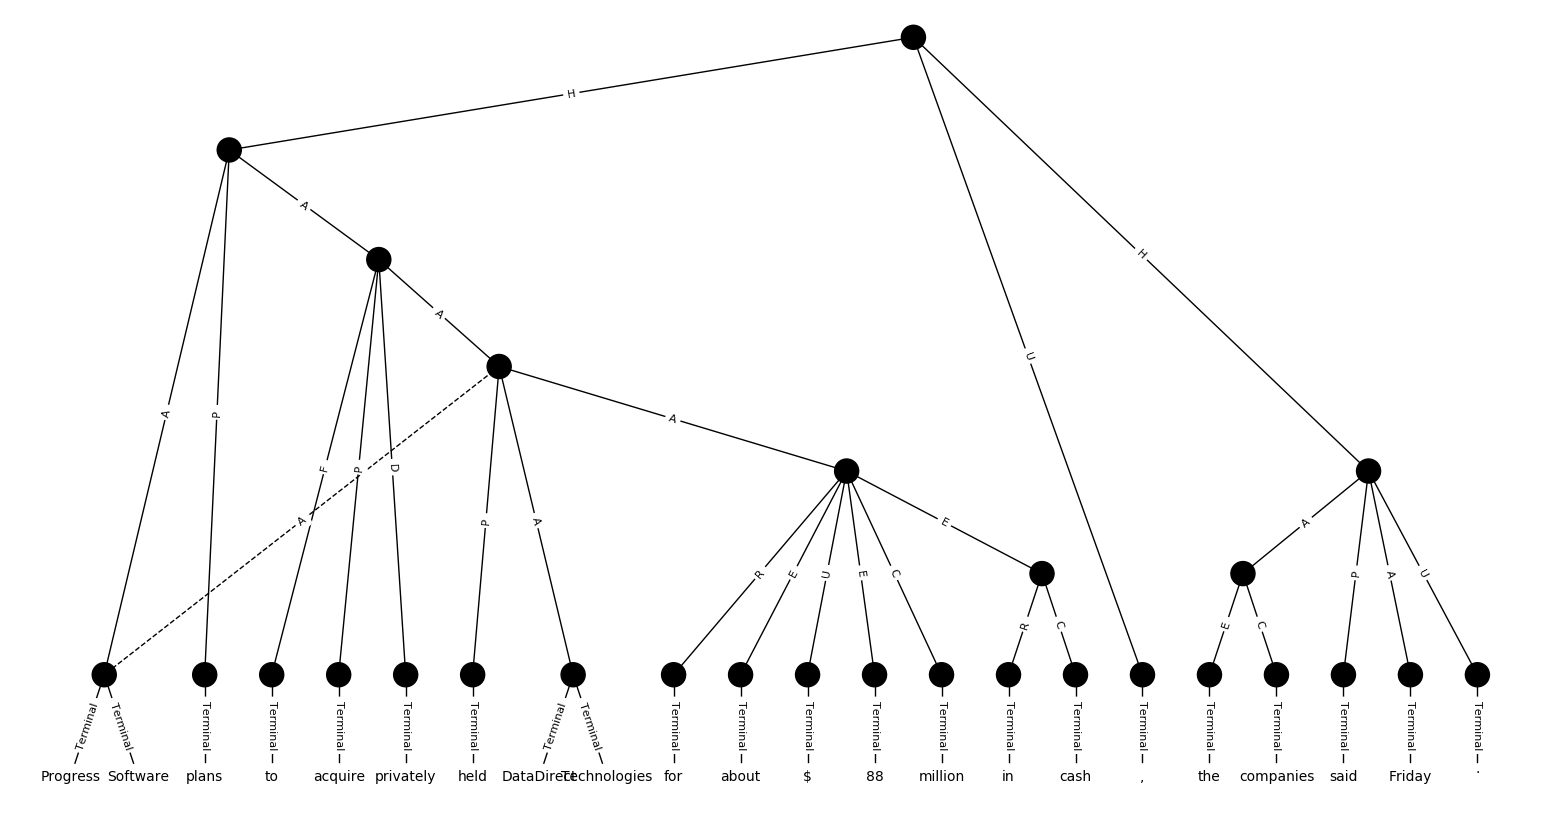 H
A
A
H
A
U
A
P
A
F
P
D
A
P
A
E
A
R
E
U
E
C
P
A
U
R
C
E
C
Terminal Terminal Terminal Terminal Terminal Terminal Terminal Terminal Terminal Terminal Terminal Terminal Terminal Terminal Terminal Terminal Terminal Terminal Terminal Terminal Terminal Terminal
Progress Software plans to acquire privately held DataDirect Technologies for about $ 88 million in cash , the companies said Friday .